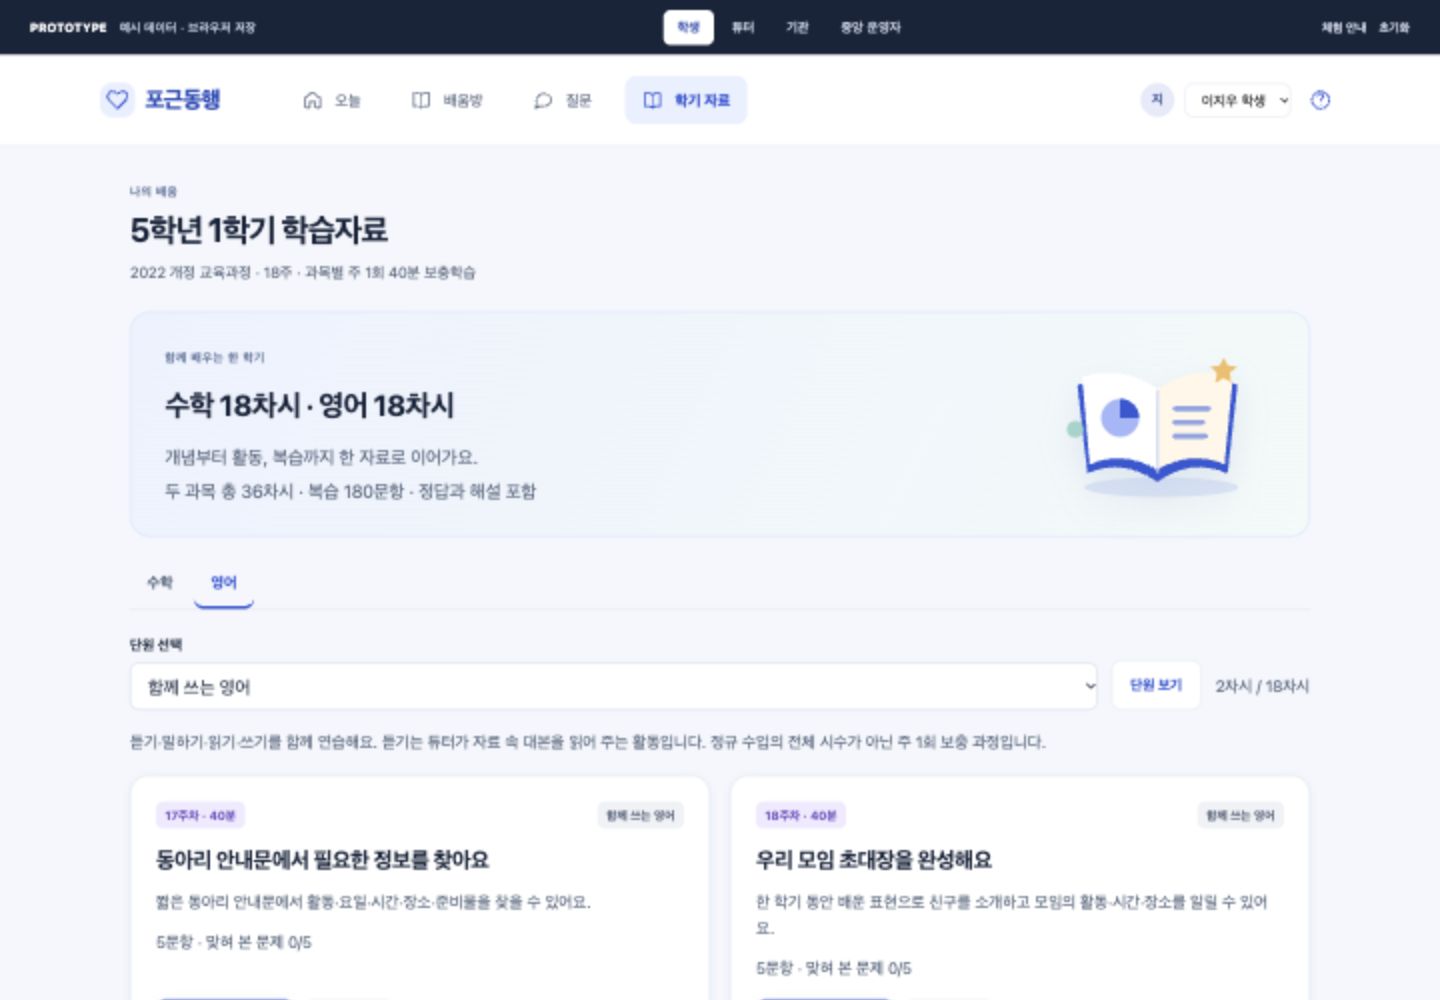 PROTOTYPE 예시 데이터 · 브라우저 저장
학생 튜터 기관 중앙 운영자
체험 안내 초기화
포근동행
오늘 배움방 질문 학기 자료
지 이지우 학생
나의 배움
5학년 1학기 학습자료
2022 개정 교육과정 · 18주 · 과목별 주 1회 40분 보충학습
함께 배우는 한 학기
수학 18차시 · 영어 18차시
개념부터 활동, 복습까지 한 자료로 이어가요.
두 과목 총 36차시 · 복습 180문항 · 정답과 해설 포함
수학 영어
단원 선택
함께 쓰는 영어
단원 보기 2차시 / 18차시
듣기·말하기·읽기·쓰기를 함께 연습해요. 듣기는 튜터가 자료 속 대본을 읽어 주는 활동입니다. 정규 수업의 전체 시수가 아닌 주 1회 보충 과정입니다.
17주차 · 40분 함께 쓰는 영어
동아리 안내문에서 필요한 정보를 찾아요
짧은 동아리 안내문에서 활동·요일·시간·장소·준비물을 찾을 수 있어요.
5문항 · 맞혀 본 문제 0/5
18주차 · 40분 함께 쓰는 영어
우리 모임 초대장을 완성해요
한 학기 동안 배운 표현으로 친구를 소개하고 모임의 활동·시간·장소를 알릴 수 있어
요.
5문항 · 맞혀 본 문제 0/5